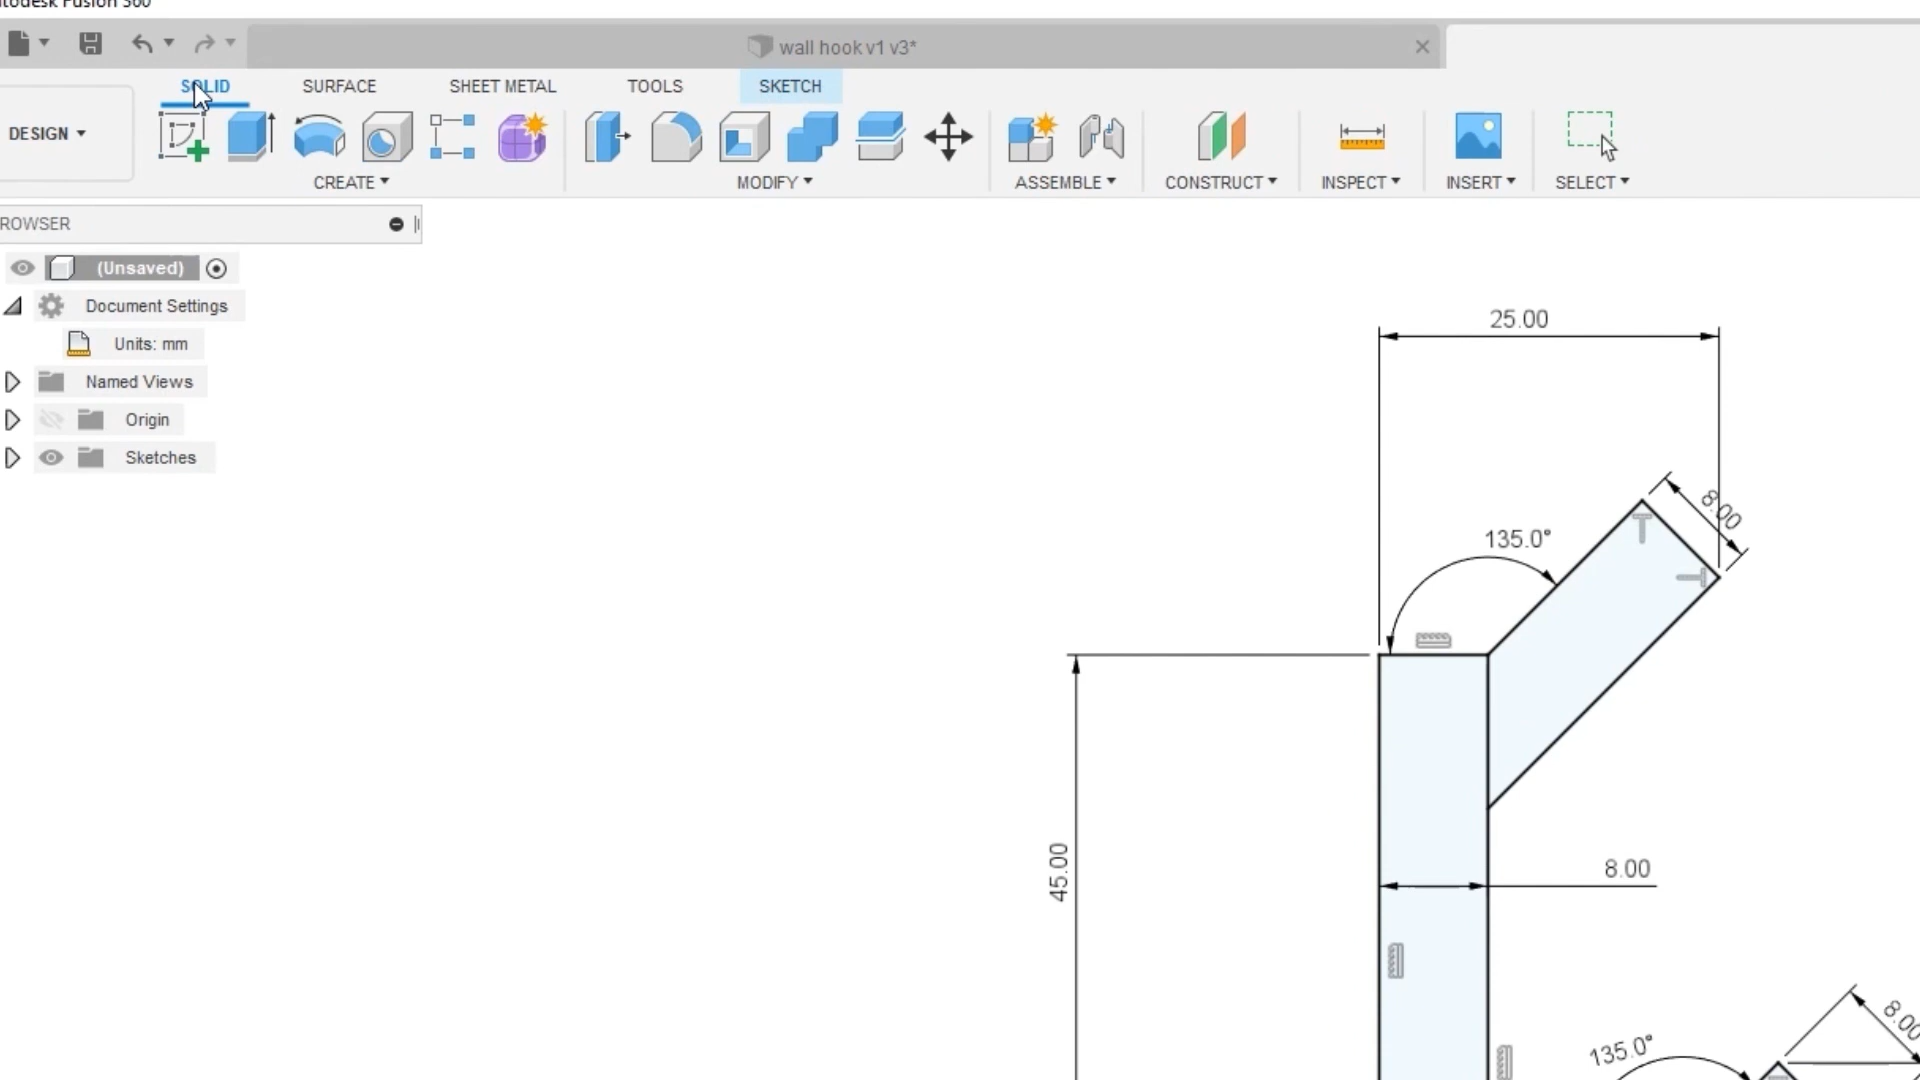 todesk Fusion 360
wall hook v1 v3*
SOLID SURFACE SHEET METAL TOOLS SKETCH
DESIGN
CREATE MODIFY ASSEMBLE CONSTRUCT INSPECT INSERT SELECT
ROWSER
(Unsaved)
Document Settings
Units: mm
Named Views
Origin
Sketches
25.00
8.00
135.0°
45.00
8.00
8.00
135.0°